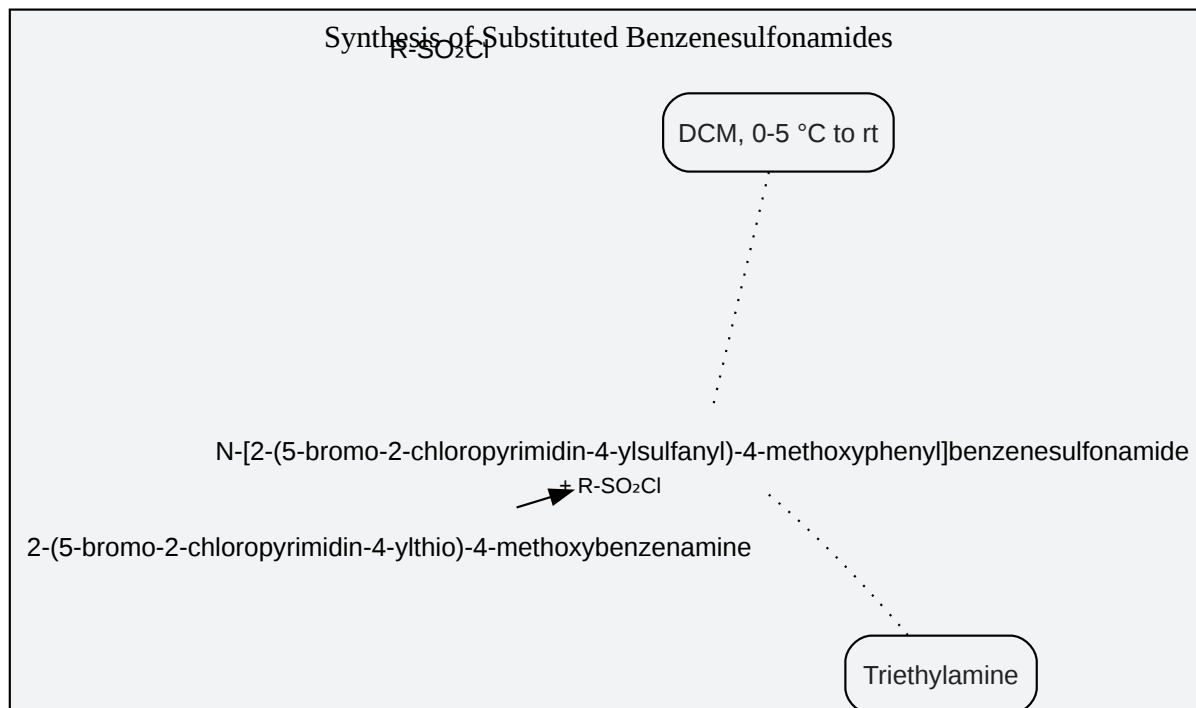 Synthesis of Substituted Benzenesulfonamides
R-SO₂Cl
DCM, 0-5 °C to rt
N-[2-(5-bromo-2-chloropyrimidin-4-ylsulfanyl)-4-methoxyphenyl]benzenesulfonamide
+ R-SO₂Cl
2-(5-bromo-2-chloropyrimidin-4-ylthio)-4-methoxybenzenamine
Triethylamine